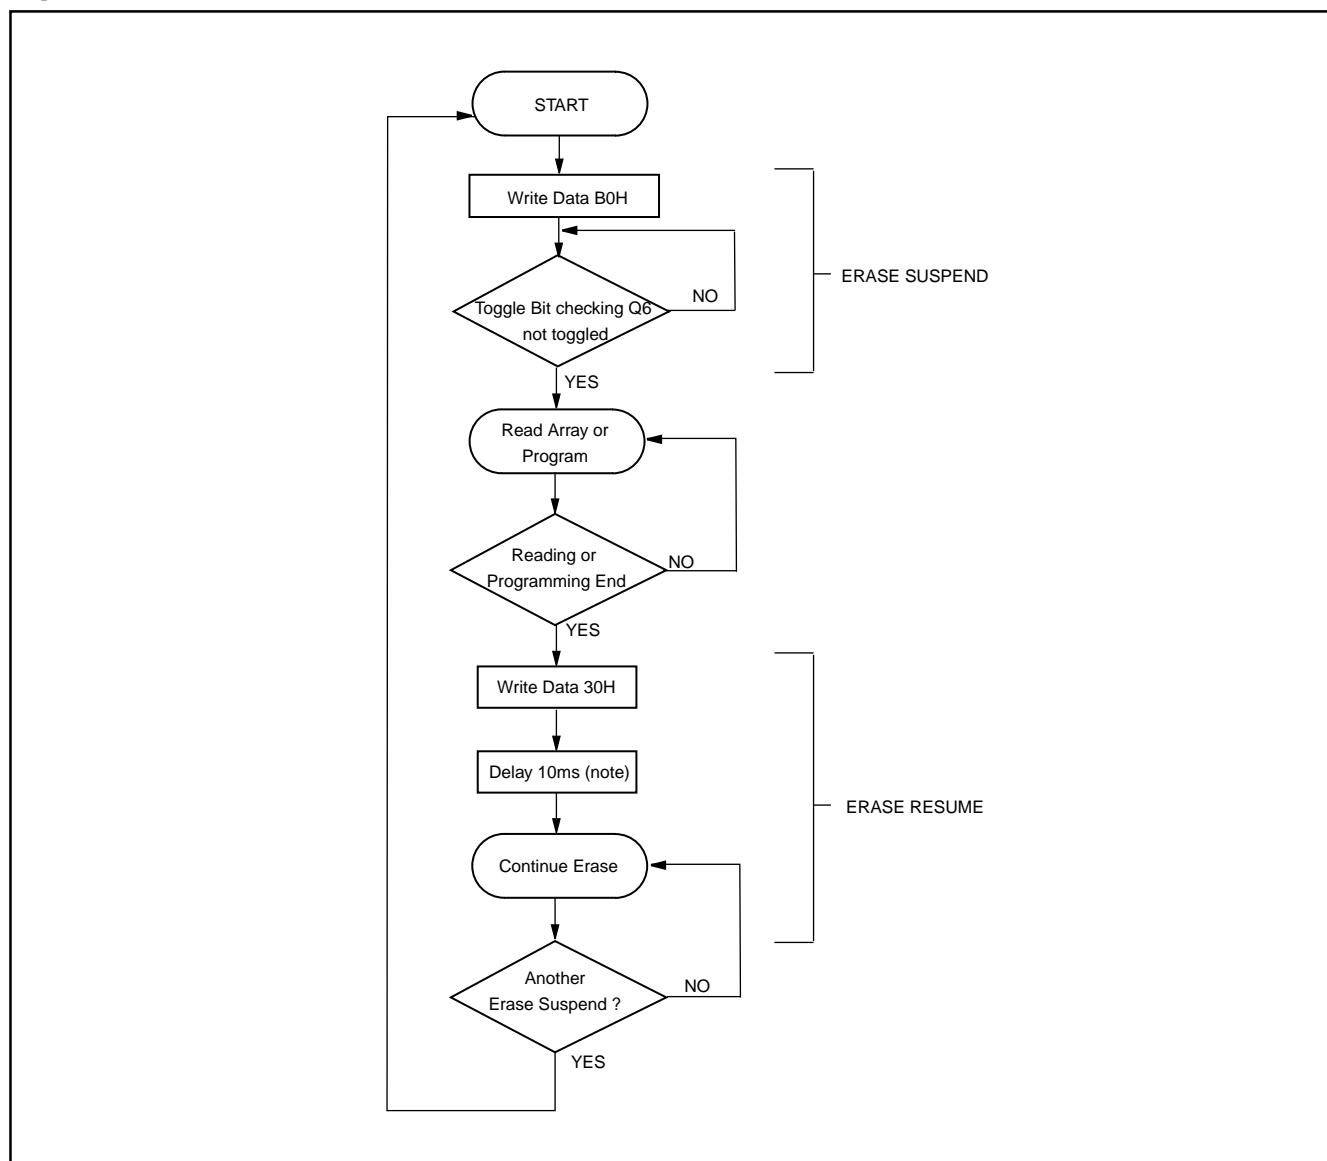 START
Write Data B0H
ERASE SUSPEND
NO
Toggle Bit checking Q6
not toggled
YES
Read Array or
Program
Reading or
Programming End
NO
YES
Write Data 30H
Delay 10ms (note)
ERASE RESUME
Continue Erase
Another
Erase Suspend ?
NO
YES